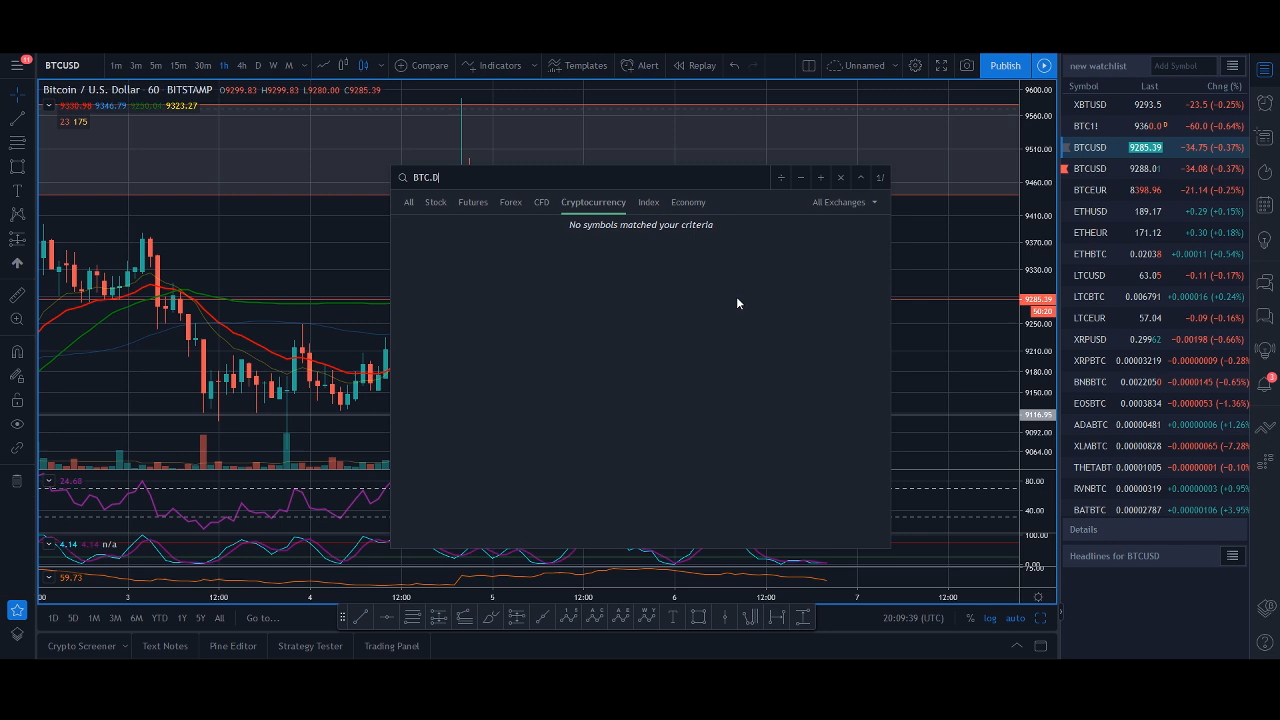 11
BTCUSD 1m 3m 5m 15m 30m 1h 4h D W M Compare Indicators Templates Alert Replay Unnamed Publish
new watchlist Add Symbol
Bitcoin / U.S. Dollar · 60 · BITSTAMP O9299.83 H9299.83 L9280.00 C9285.39
9330.98 9346.79 9250.04 9323.27
23 175
BTC.D
All Stock Futures Forex CFD Cryptocurrency Index Economy All Exchanges
No symbols matched your criteria
9600.00
9560.00
9510.00
9460.00
9410.00
9370.00
9330.00
9285.39
50:20
9250.00
9210.00
9180.00
9150.00
9116.95
9092.00
9064.00
24.68
80.00
40.00
4.14 4.14 n/a
100.00
0.00
59.73
75.00
3 12:00 4 12:00 5 12:00 6 12:00 7 12:00
1D 5D 1M 3M 6M YTD 1Y 5Y All Go to... 20:09:39 (UTC) % log auto
Crypto Screener Text Notes Pine Editor Strategy Tester Trading Panel
Symbol Last Chng (%)
XBTUSD 9293.5 −23.5 (−0.25%)
BTC1! 9360.0 D −60.0 (−0.64%)
BTCUSD 9285.39 −34.75 (−0.37%)
BTCUSD 9288.01 −34.08 (−0.37%)
BTCEUR 8398.96 −21.14 (−0.25%)
ETHUSD 189.17 +0.29 (+0.15%)
ETHEUR 171.12 +0.30 (+0.18%)
ETHBTC 0.02038 +0.00011 (+0.54%)
LTCUSD 63.05 −0.11 (−0.17%)
LTCBTC 0.006791 +0.000016 (+0.24%)
LTCEUR 57.04 −0.09 (−0.16%)
XRPUSD 0.29962 −0.00198 (−0.66%)
XRPBTC 0.00003219 −0.00000009 (−0.28%
BNBBTC 0.0022050 −0.0000145 (−0.65%)
EOSBTC 0.0003834 −0.0000053 (−1.36%)
ADABTC 0.00000481 +0.00000006 (+1.26%
XLMBTC 0.00000828 −0.00000065 (−7.28%
THETABT 0.00001005 −0.00000001 (−0.10%
RVNBTC 0.00000319 +0.00000003 (+0.95%
BATBTC 0.00002787 +0.00000106 (+3.95%
Details
Headlines for BTCUSD
3